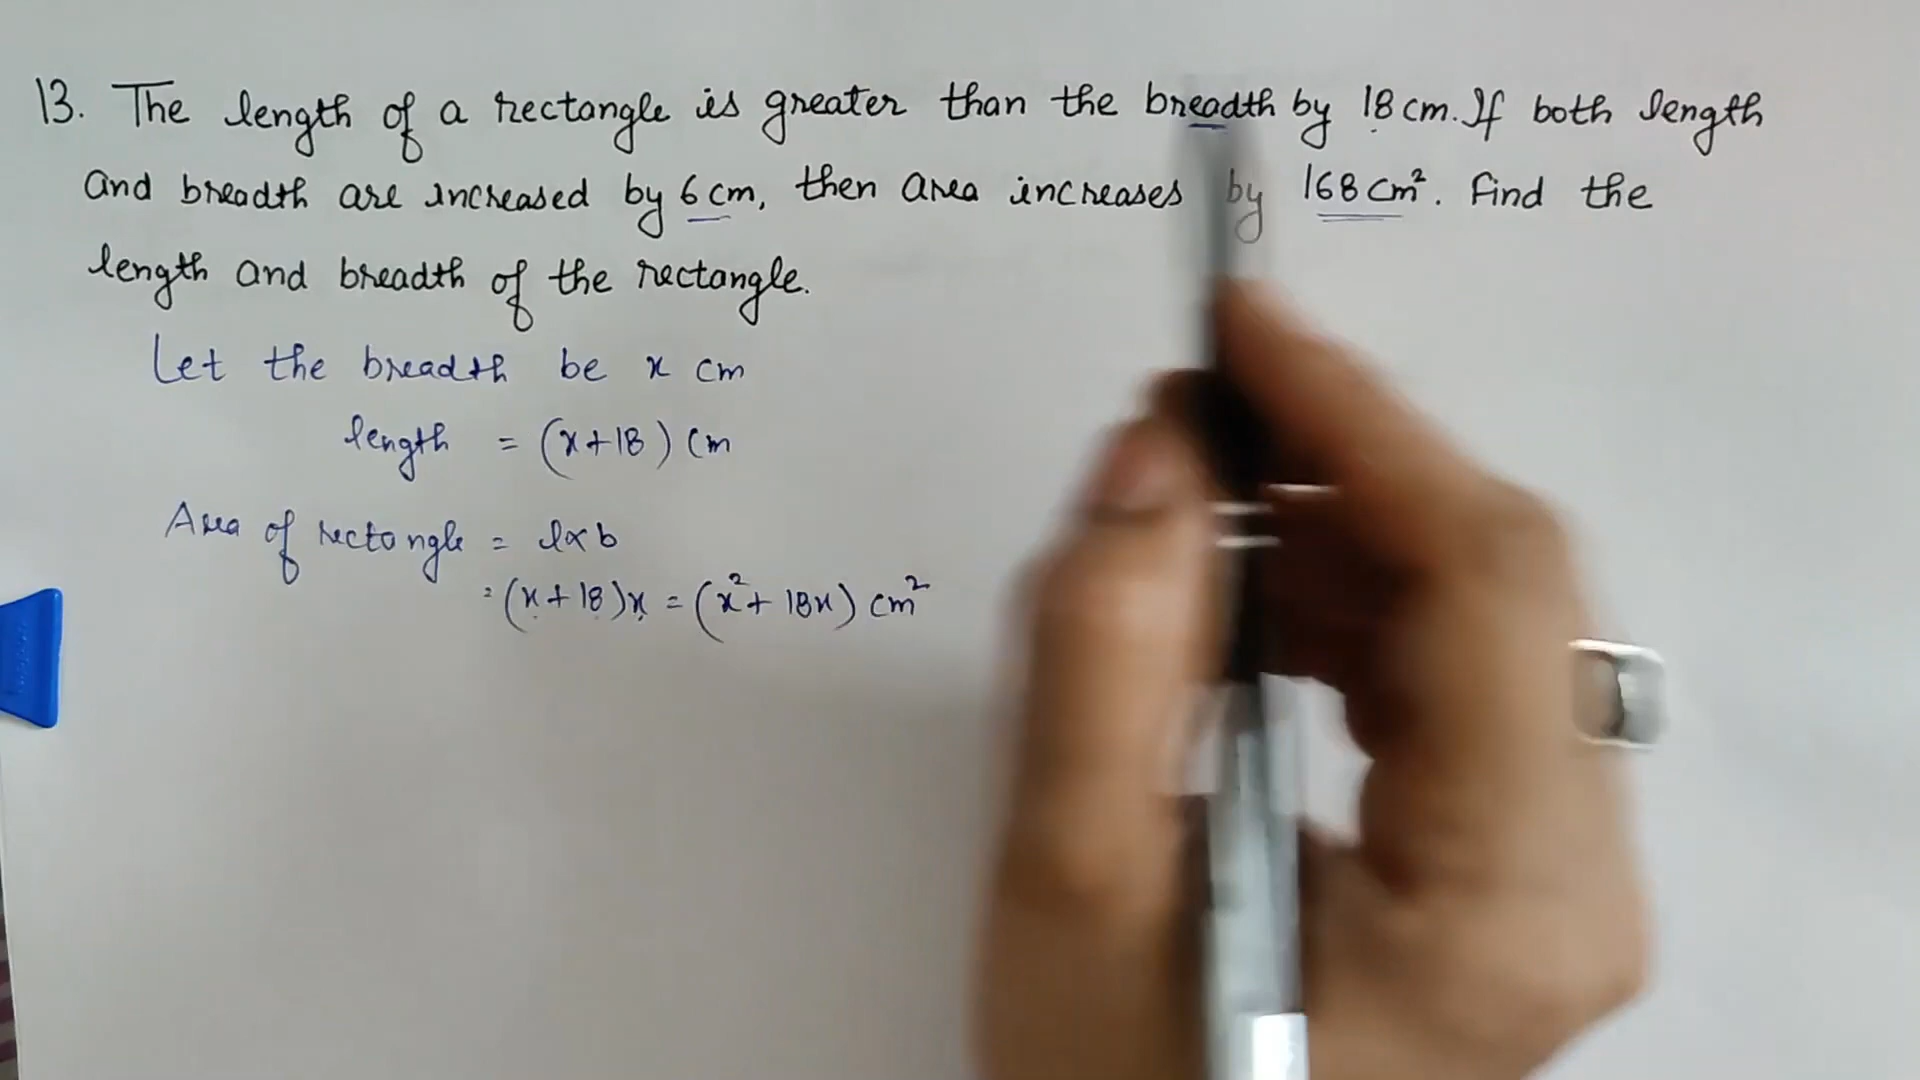 13. The length of a rectangle is greater than the breadth by 18 cm. If both length
and breadth are increased by 6 cm, then area increases by 168 cm². Find the
length and breadth of the rectangle.
Let the breadth be x cm
length = (x+18) cm
Area of rectangle = l×b
= (x+18)x = (x²+18x) cm²